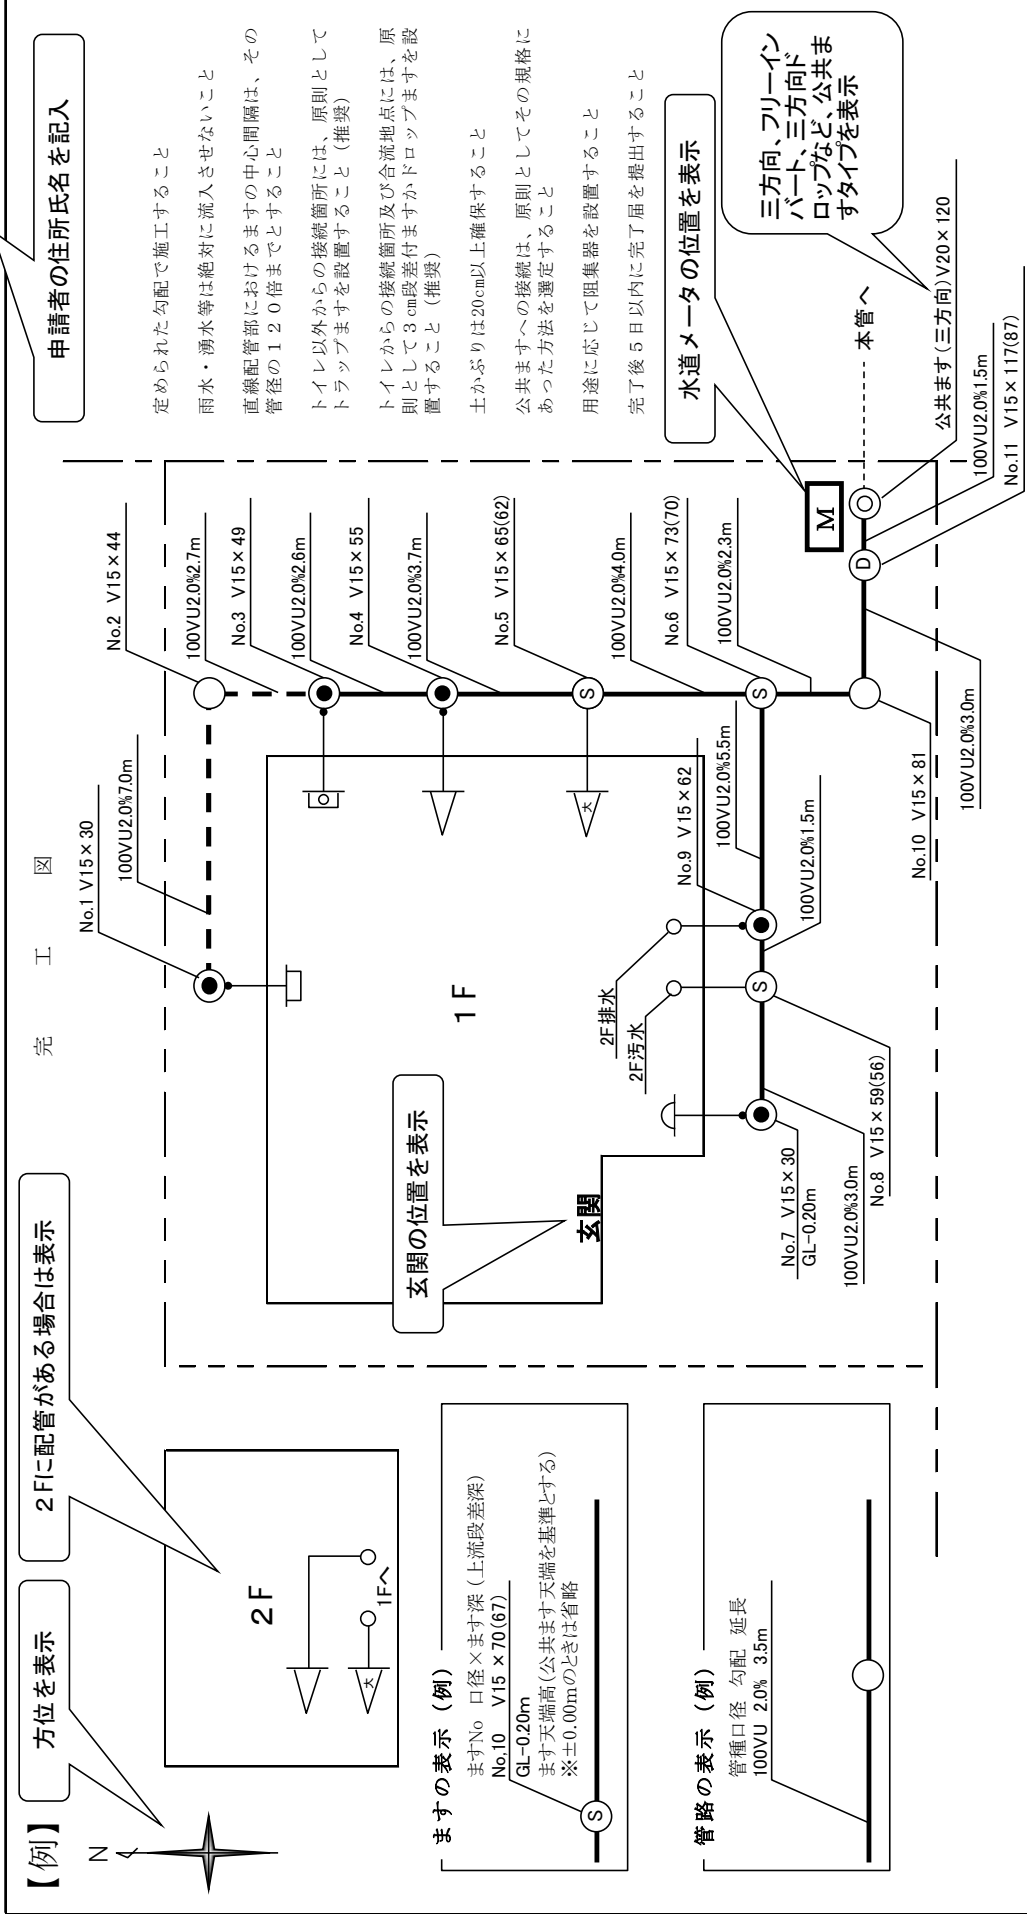 【例】
完 工 図
方位を表示
2Fに配管がある場合は表示
申請者の住所氏名を記入
N
2F
1Fへ
大
ますの表示 (例)
ますNo 口径×ます深 (上流段差深)
No,10 V15 ×70(67)
GL-0.20m
ます天端高(公共ます天端を基準とする)
※±0.00mのときは省略
S
管路の表示 (例)
管種口径 勾配 延長
100VU 2.0% 3.5m
玄関の位置を表示
玄関
1F
No.1 V15×30
100VU2.0%7.0m
No.2 V15×44
100VU2.0%2.7m
No.3 V15×49
100VU2.0%2.6m
No.4 V15×55
100VU2.0%3.7m
No.5 V15×65(62)
100VU2.0%4.0m
No.6 V15×73(70)
100VU2.0%2.3m
大
S
S
2F排水
2F汚水
S
No.7 V15×30
GL-0.20m
100VU2.0%3.0m
No.8 V15×59(56)
100VU2.0%1.5m
No.9 V15×62
100VU2.0%5.5m
No.10 V15×81
100VU2.0%3.0m
D
M
本管へ
公共ます(三方向)V20×120
100VU2.0%1.5m
No.11 V15×117(87)
水道メータの位置を表示
三方向、フリーイン
バート、三方向ド
ロップなど、公共ま
すタイプを表示
定められた勾配で施工すること
雨水・湧水等は絶対に流入させないこと
直線配管部におけるますの中心間隔は、その
管径の120倍までとすること
トイレ以外からの接続箇所には、原則として
トラップますを設置すること (推奨)
トイレからの接続箇所及び合流地点には、原
則として3㎝段差付ますかドロップますを設
置すること (推奨)
土かぶりは20cm以上確保すること
公共ますへの接続は、原則としてその規格に
あった方法を選定すること
用途に応じて阻集器を設置すること
完了後5日以内に完了届を提出すること